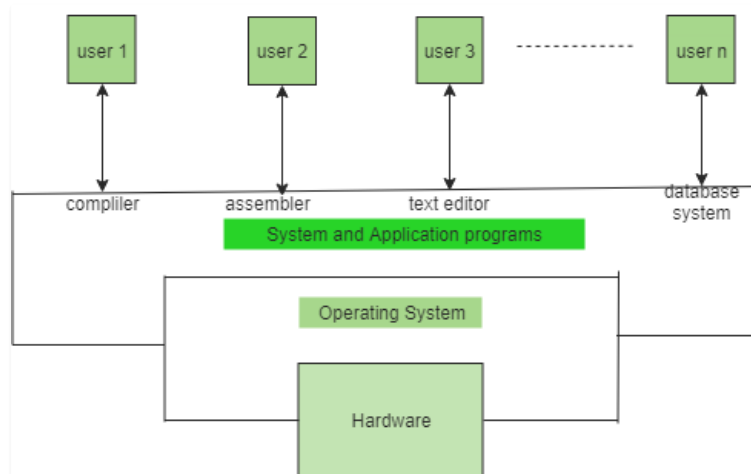 user 1
user 2
user 3
user n
compliler
assembler
text editor
database
system
System and Application programs
Operating System
Hardware